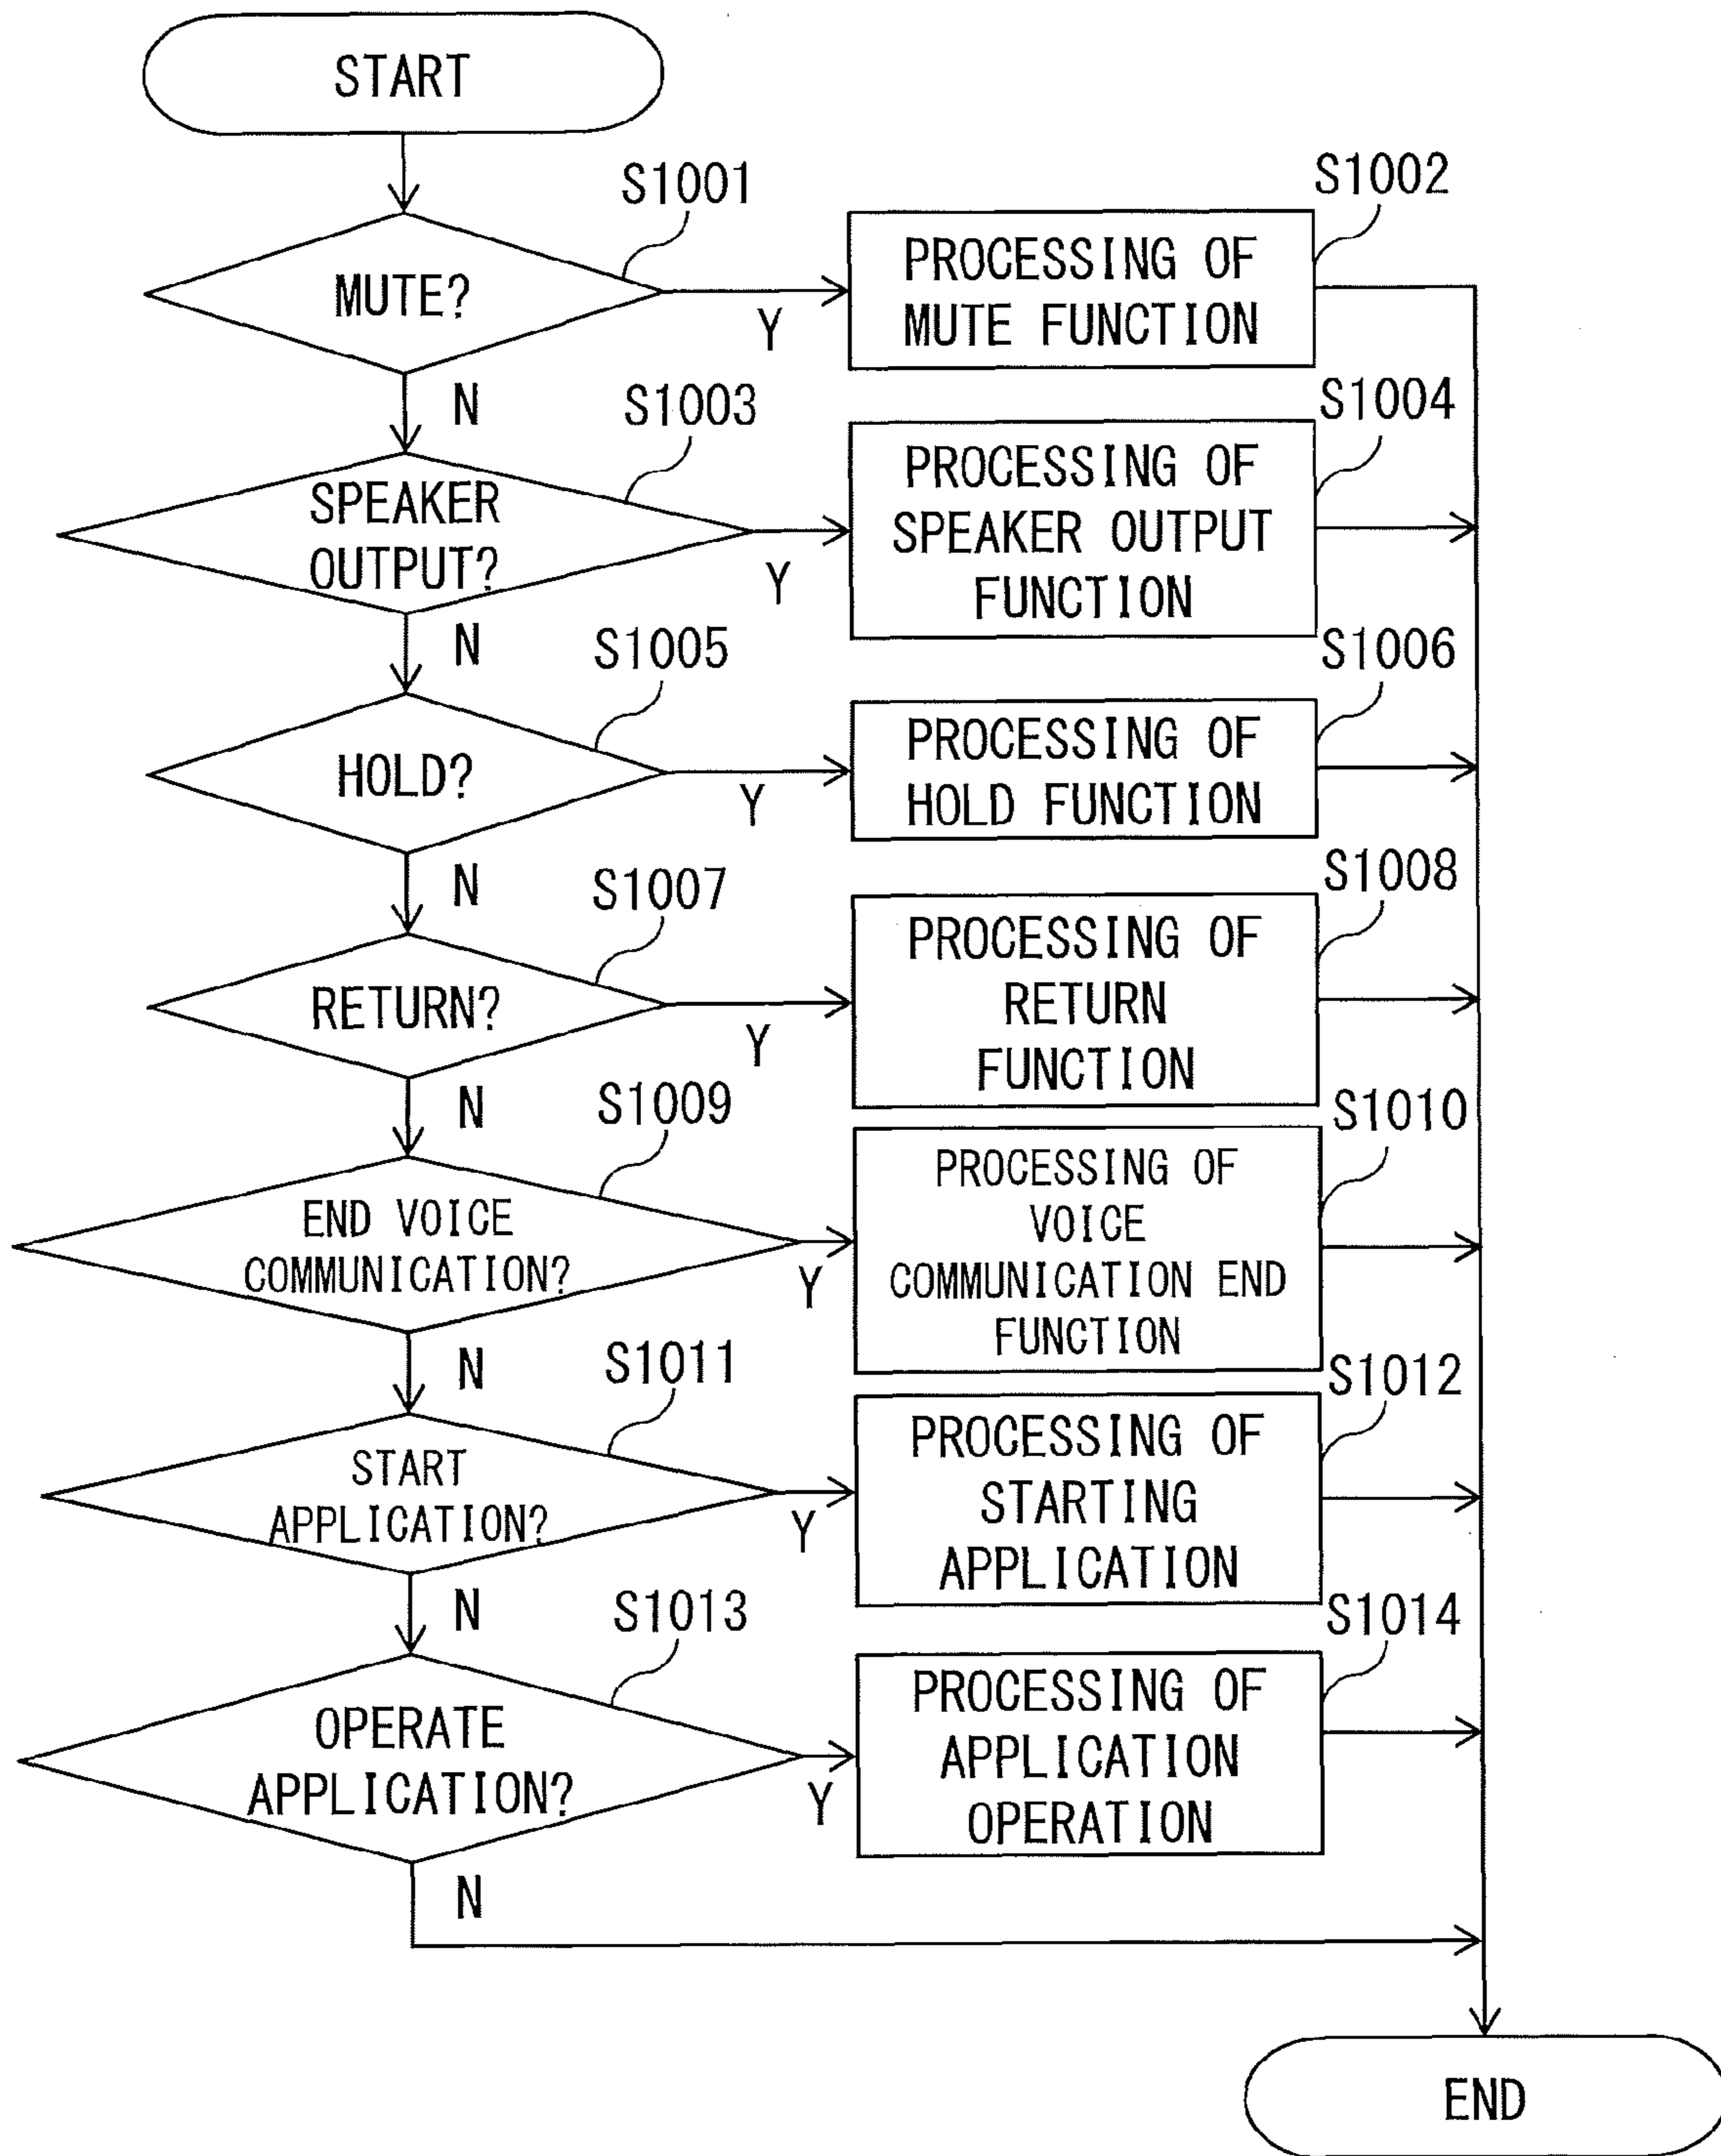 START
S1001
MUTE?
Y
N
S1002
PROCESSING OF
MUTE FUNCTION
S1003
SPEAKER
OUTPUT?
Y
N
S1004
PROCESSING OF
SPEAKER OUTPUT
FUNCTION
S1005
HOLD?
Y
N
S1006
PROCESSING OF
HOLD FUNCTION
S1007
RETURN?
Y
N
S1008
PROCESSING OF
RETURN
FUNCTION
S1009
END VOICE
COMMUNICATION?
Y
N
S1010
PROCESSING OF
VOICE
COMMUNICATION END
FUNCTION
S1011
START
APPLICATION?
Y
N
S1012
PROCESSING OF
STARTING
APPLICATION
S1013
OPERATE
APPLICATION?
Y
N
S1014
PROCESSING OF
APPLICATION
OPERATION
END